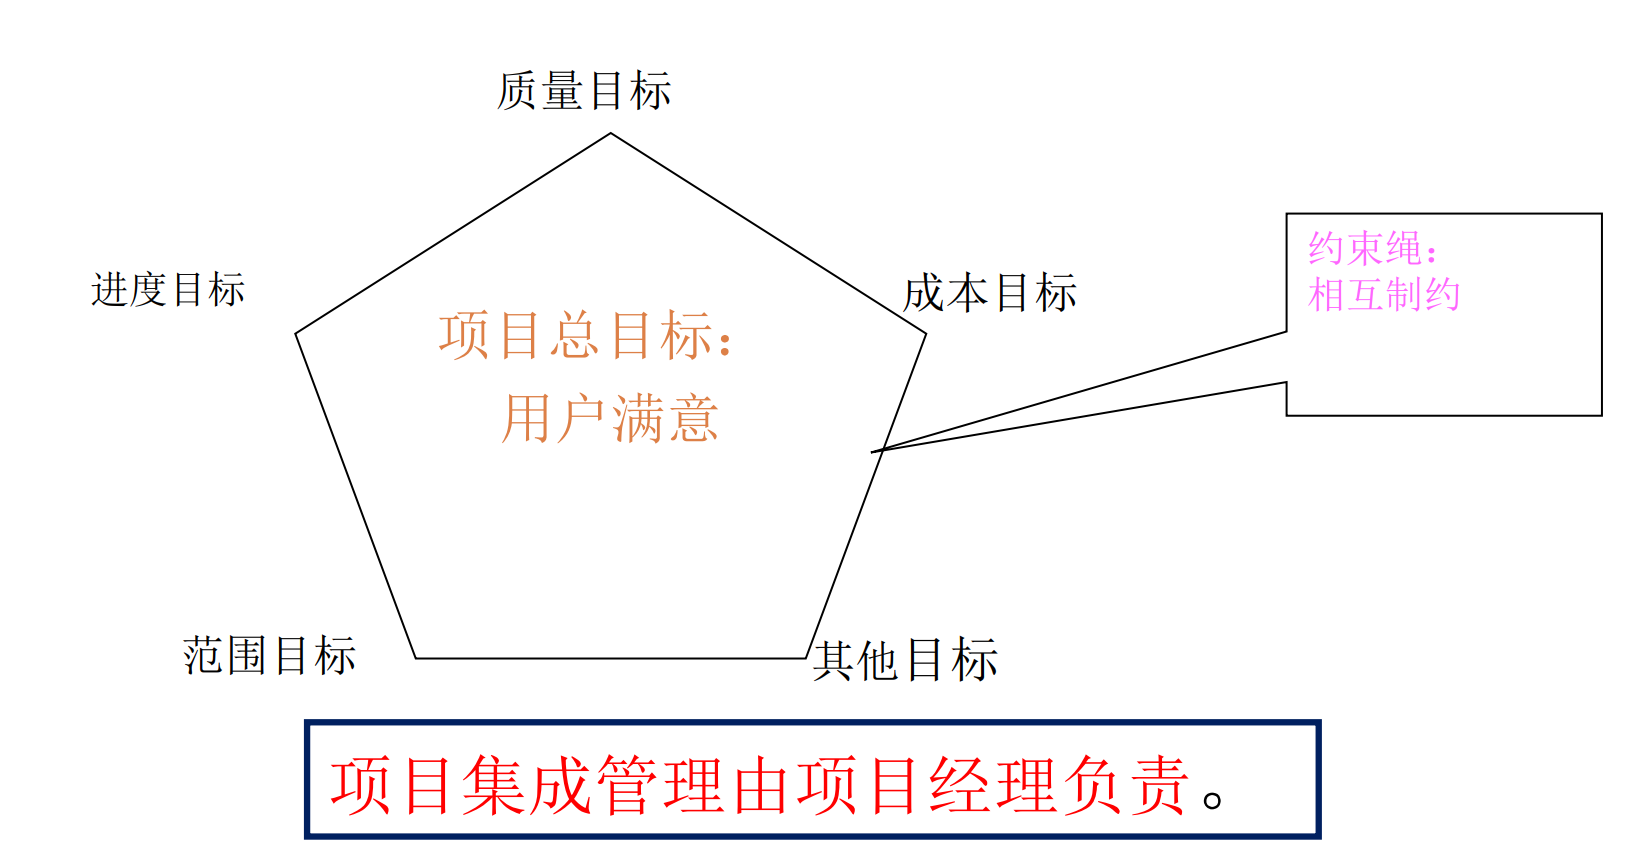 质量目标
进度目标
成本目标
约束绳：
相互制约
项目总目标：
用户满意
范围目标
其他目标
项目集成管理由项目经理负责。